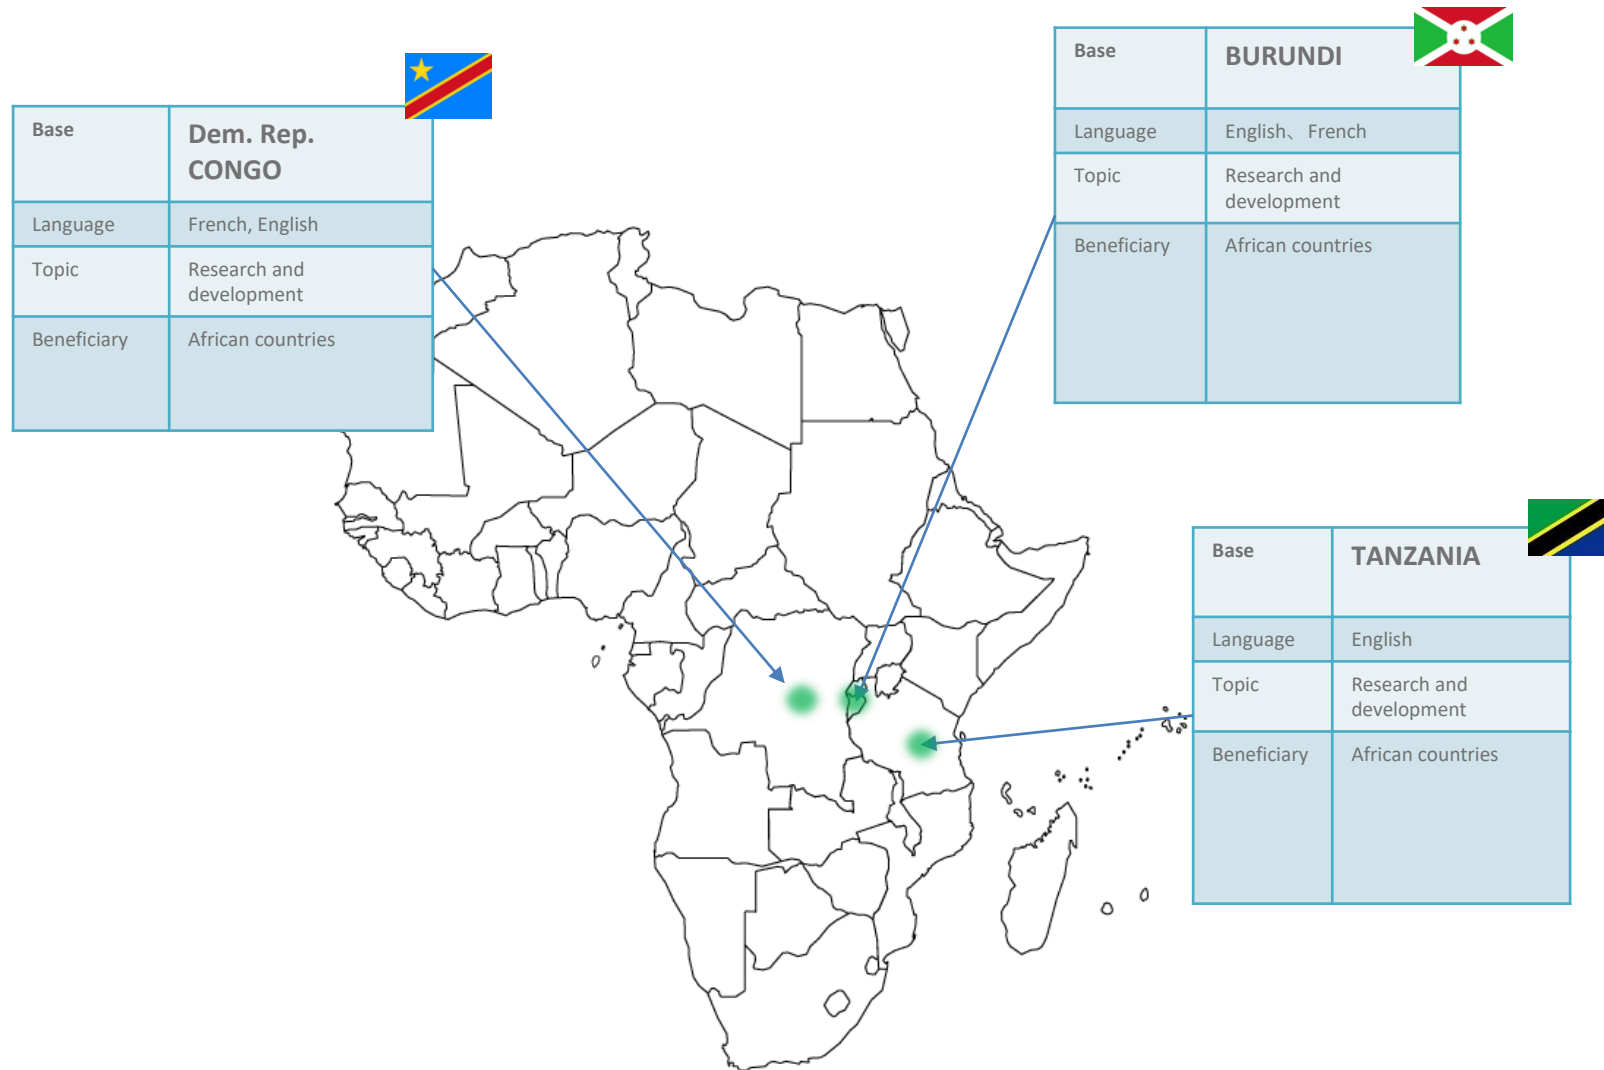 Base
Dem. Rep.
CONGO
Language
French, English
Topic
Research and
development
Beneficiary
African countries
Base
BURUNDI
Language
English、French
Topic
Research and
development
Beneficiary
African countries
Base
TANZANIA
Language
English
Topic
Research and
development
Beneficiary
African countries